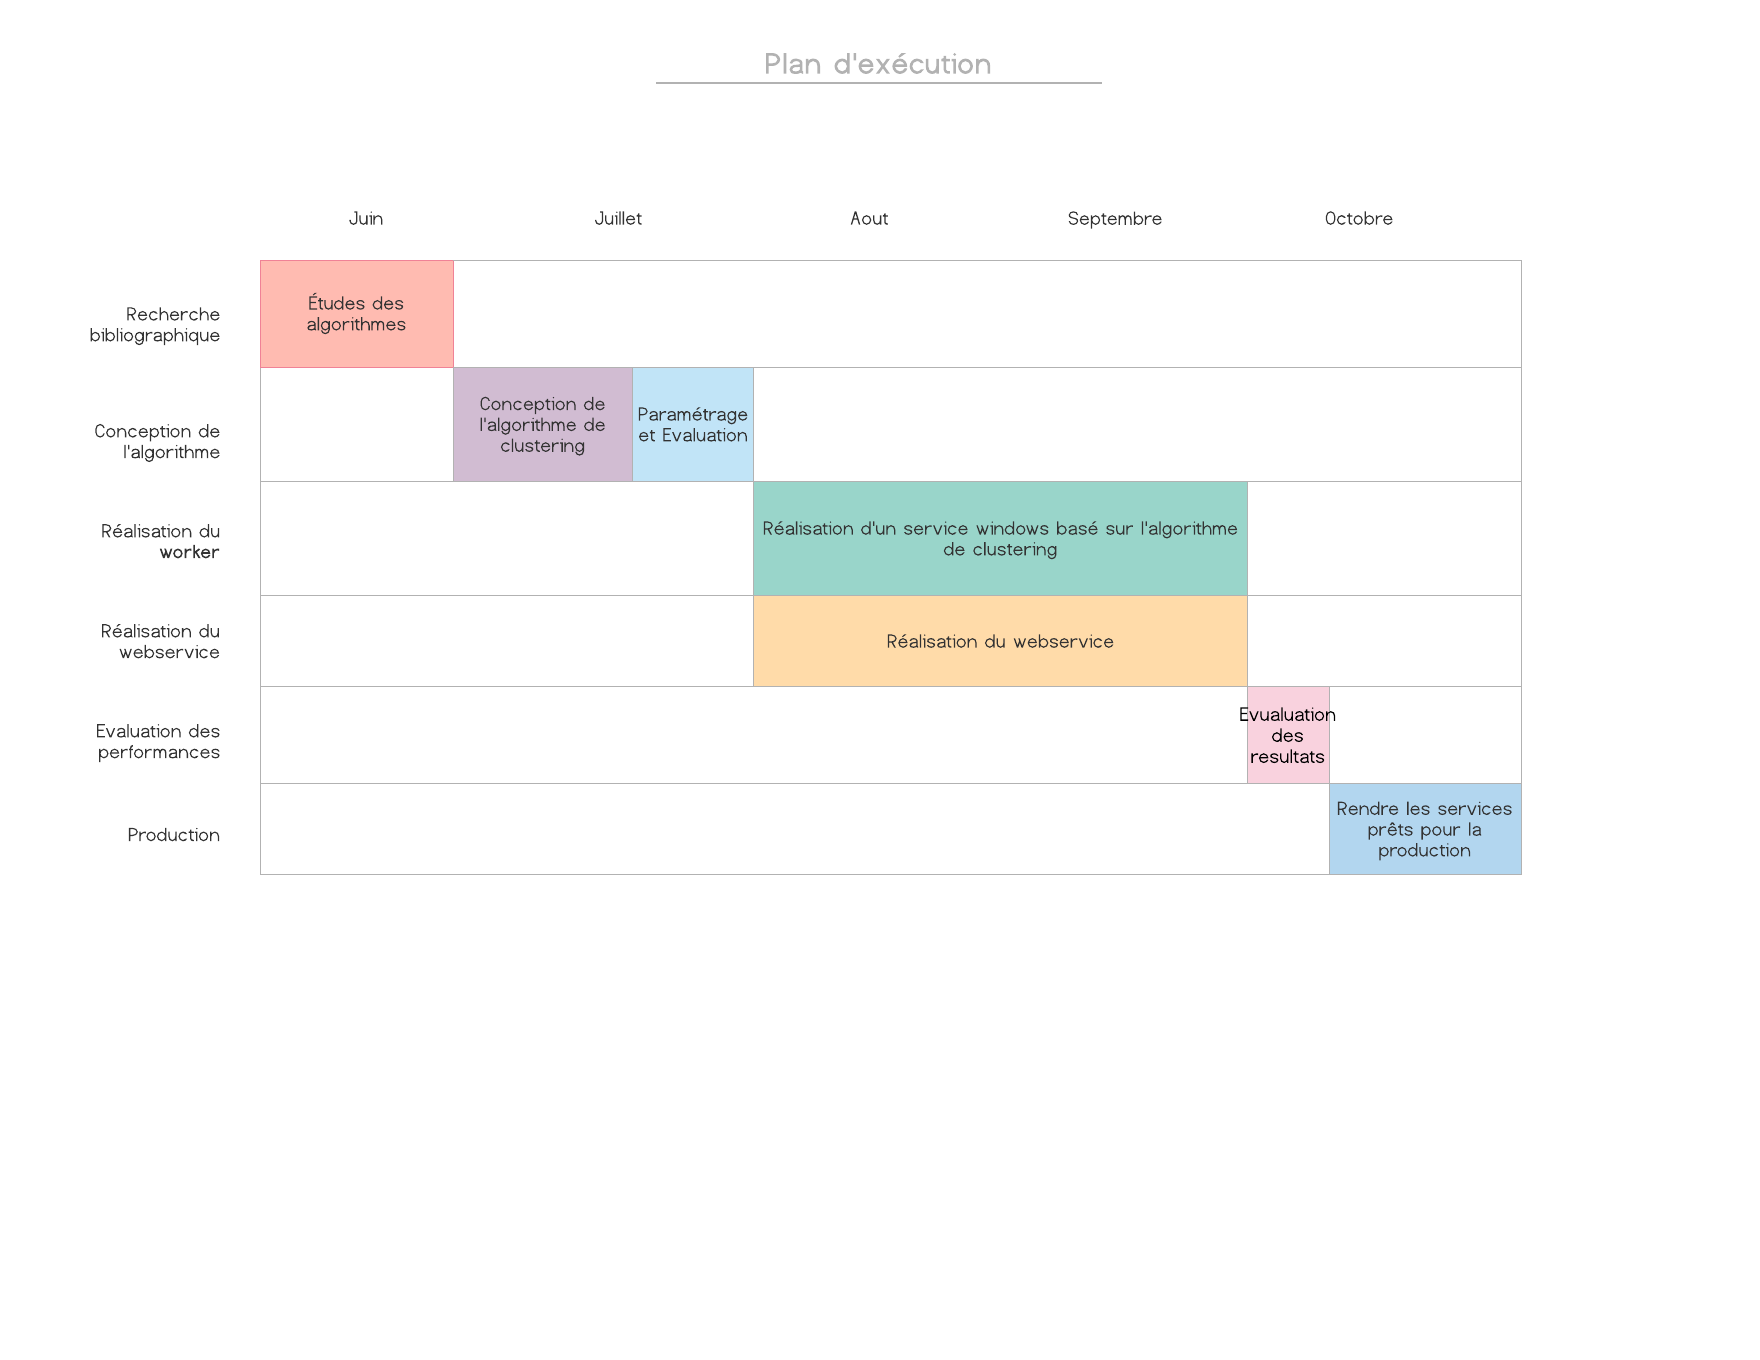 Plan d'exécution
Juin
Juillet
Aout
Septembre
Octobre
Recherche
bibliographique
Études des
algorithmes
Conception de
l'algorithme
Conception de
l'algorithme de
clustering
Paramétrage
et Evaluation
Réalisation du
worker
Réalisation d'un service windows basé sur l'algorithme
de clustering
Réalisation du
webservice
Réalisation du webservice
Evaluation des
performances
Evualuation
des
resultats
Production
Rendre les services
prêts pour la
production